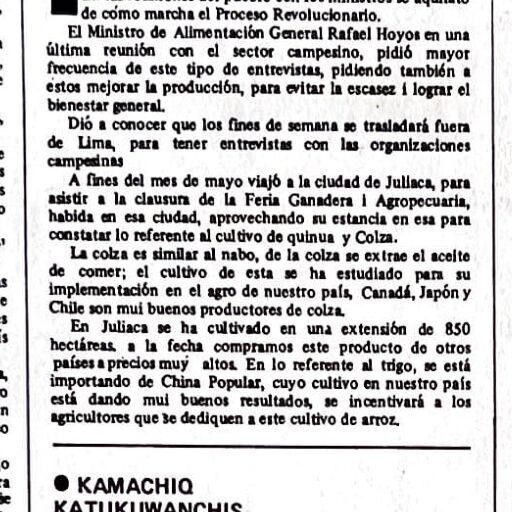 de cómo marcha el Proceso Revolucionario.
El Ministro de Alimentación General Rafael Hoyos en una
última reunión con el sector campesino, pidió mayor
frecuencia de este tipo de entrevistas, pidiendo también a
estos mejorar la producción, para evitar la escasez i lograr el
bienestar general.
Dió a conocer que los fines de semana se trasladará fuera
de Lima, para tener entrevistas con las organizaciones
campesinas
A fines del mes de mayo viajó a la ciudad de Juliaca, para
asistir a la clausura de la Feria Ganadera i Agropecuaria,
habida en esa ciudad, aprovechando su estancia en esa para
constatar lo referente al cultivo de quinua y Colza.
La colza es similar al nabo, de la colza se extrae el aceite
de comer; el cultivo de esta se ha estudiado para su
implementación en el agro de nuestro país, Canadá, Japón y
Chile son mui buenos productores de colza.
En Juliaca se ha cultivado en una extensión de 850
hectáreas, a la fecha compramos este producto de otros
países a precios muy altos. En lo referente al trigo, se está
importando de China Popular, cuyo cultivo en nuestro país
está dando mui buenos resultados, se incentivará a los
agricultores que se dediquen a este cultivo de arroz.
● KAMACHIQ
KATUKUWANCHIS